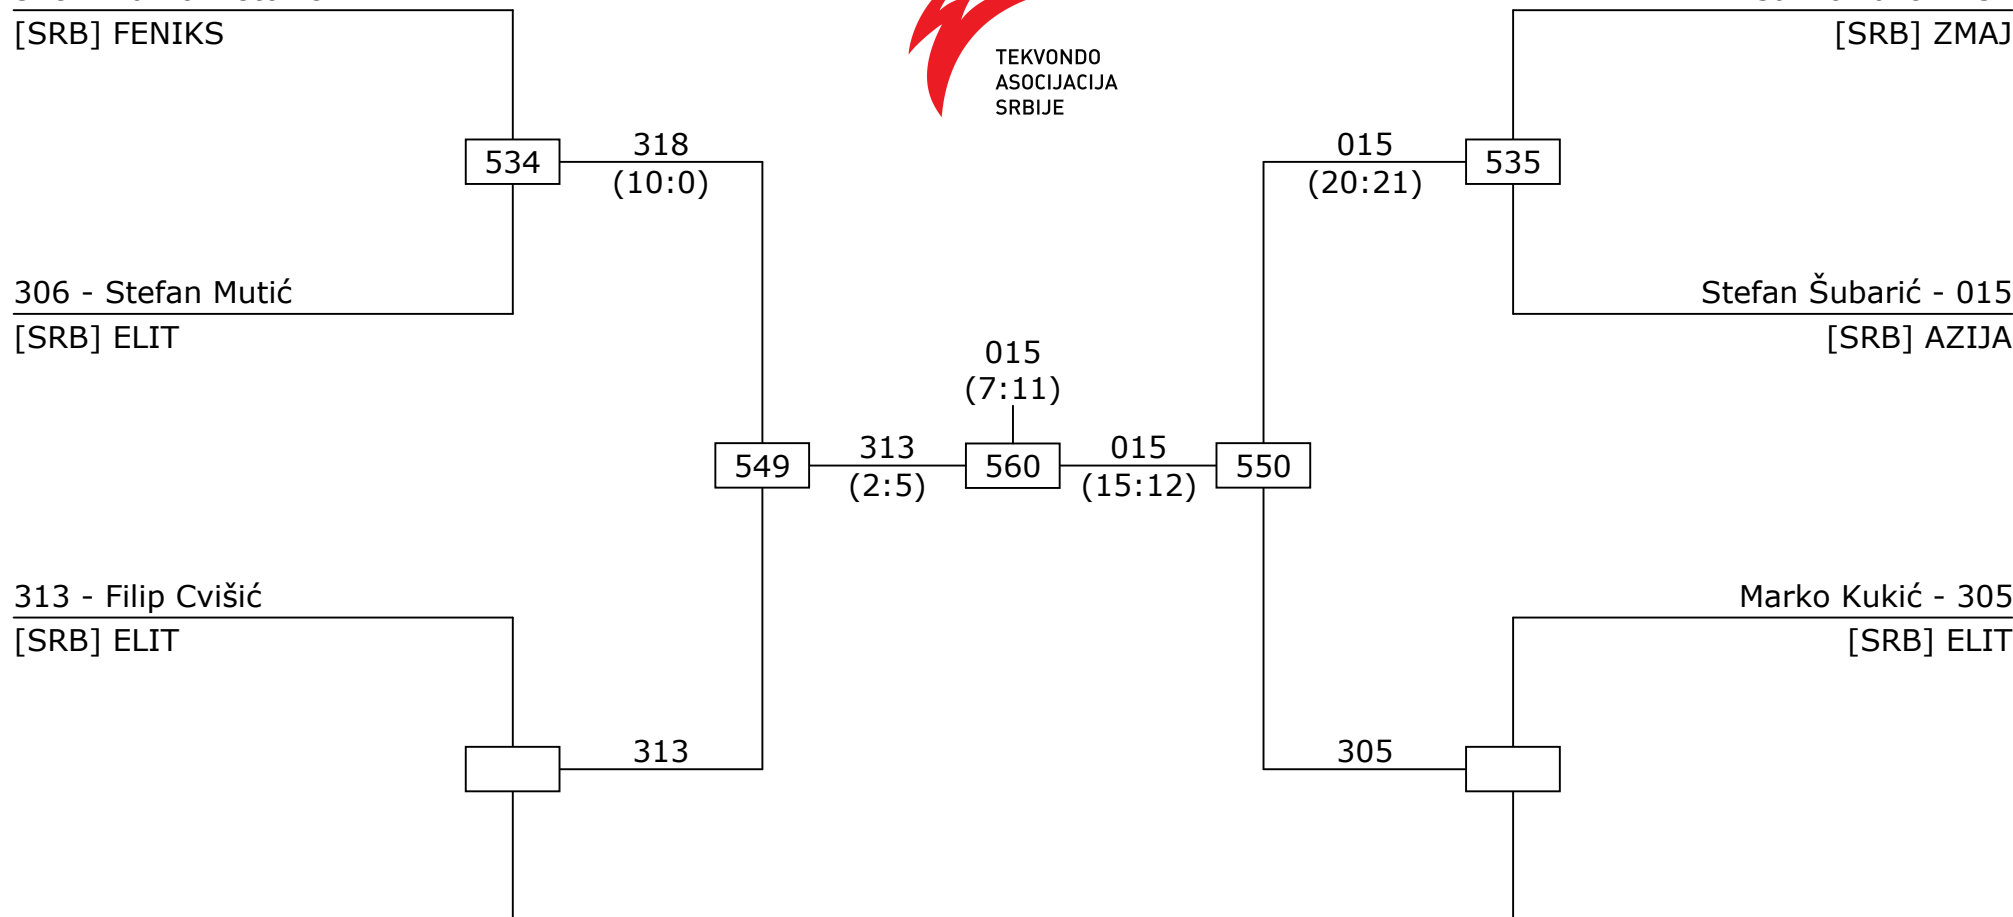 [SRB] FENIKS
[SRB] ZMAJ
TEKVONDO
ASOCIJACIJA
SRBIJE
534
318
(10:0)
015
(20:21)
535
306 - Stefan Mutić
[SRB] ELIT
Stefan Šubarić - 015
[SRB] AZIJA
015
(7:11)
549
313
(2:5)
560
015
(15:12)
550
313 - Filip Cvišić
[SRB] ELIT
Marko Kukić - 305
[SRB] ELIT
313
305